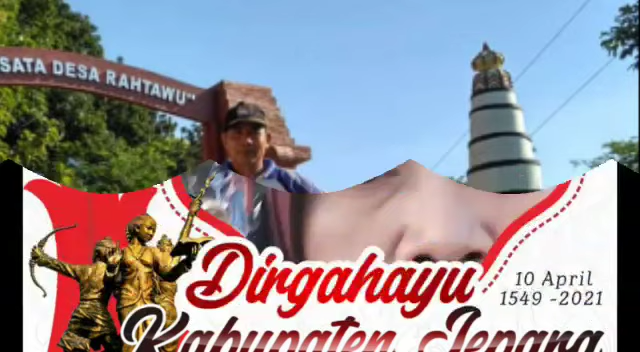 SATA DESA RAHTAWU"
Dirgahayu
10 April
1549 -2021
Kabupaten Jepara